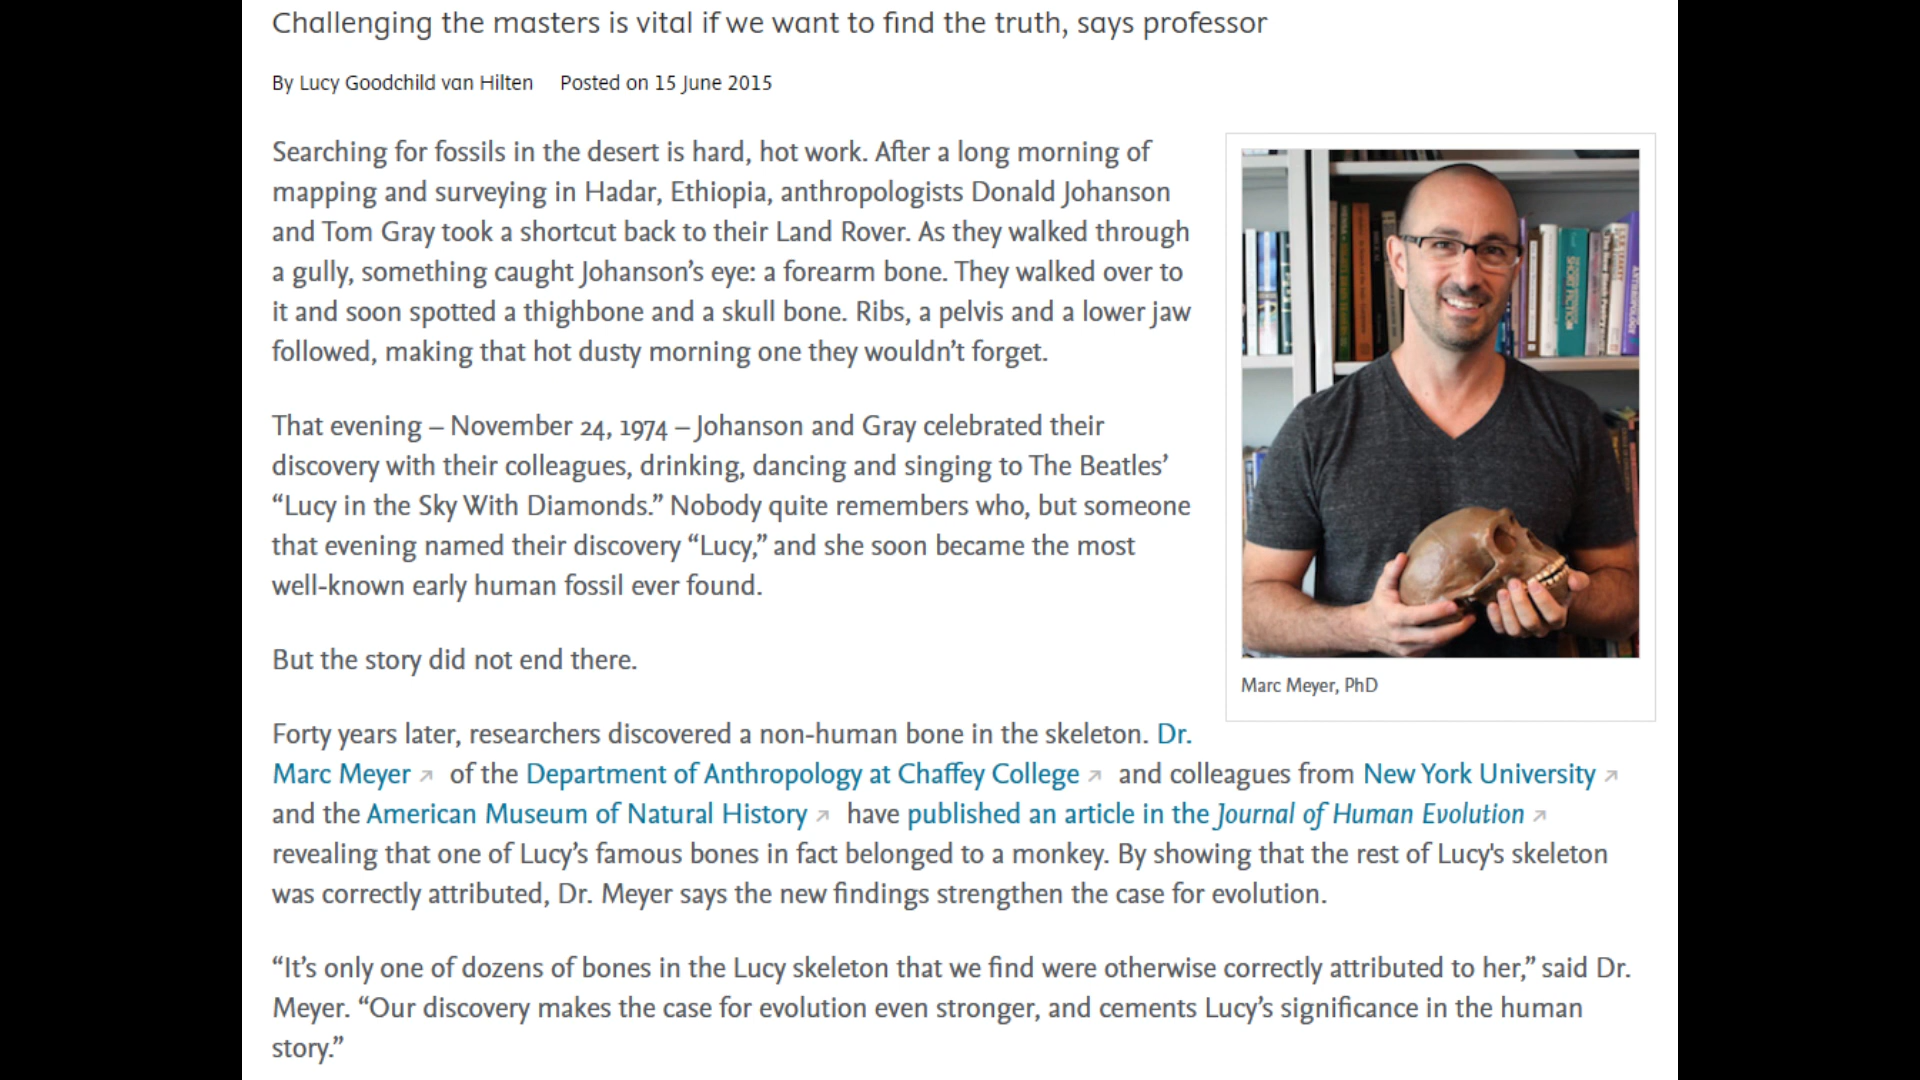 Challenging the masters is vital if we want to find the truth, says professor
By Lucy Goodchild van Hilten Posted on 15 June 2015
Searching for fossils in the desert is hard, hot work. After a long morning of
mapping and surveying in Hadar, Ethiopia, anthropologists Donald Johanson
and Tom Gray took a shortcut back to their Land Rover. As they walked through
a gully, something caught Johanson’s eye: a forearm bone. They walked over to
it and soon spotted a thighbone and a skull bone. Ribs, a pelvis and a lower jaw
followed, making that hot dusty morning one they wouldn’t forget.
That evening – November 24, 1974 – Johanson and Gray celebrated their
discovery with their colleagues, drinking, dancing and singing to The Beatles’
“Lucy in the Sky With Diamonds.” Nobody quite remembers who, but someone
that evening named their discovery “Lucy,” and she soon became the most
well-known early human fossil ever found.
But the story did not end there.
Marc Meyer, PhD
Forty years later, researchers discovered a non-human bone in the skeleton. Dr.
Marc Meyer of the Department of Anthropology at Chaffey College and colleagues from New York University
and the American Museum of Natural History have published an article in the Journal of Human Evolution
revealing that one of Lucy’s famous bones in fact belonged to a monkey. By showing that the rest of Lucy's skeleton
was correctly attributed, Dr. Meyer says the new findings strengthen the case for evolution.
“It’s only one of dozens of bones in the Lucy skeleton that we find were otherwise correctly attributed to her,” said Dr.
Meyer. “Our discovery makes the case for evolution even stronger, and cements Lucy’s significance in the human
story.”